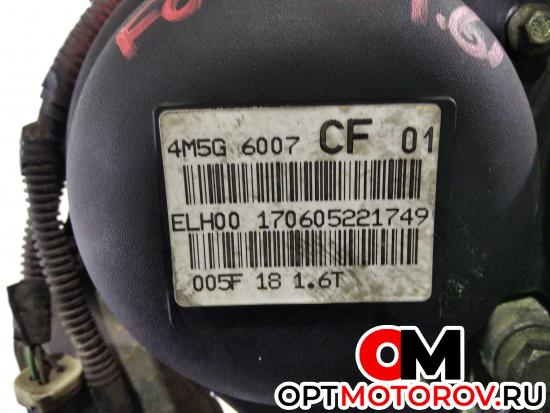 4M5G 6007 CF 01
ELH00 170605221749
005F 18 1.6T
OM
OPTMOTOROV.RU